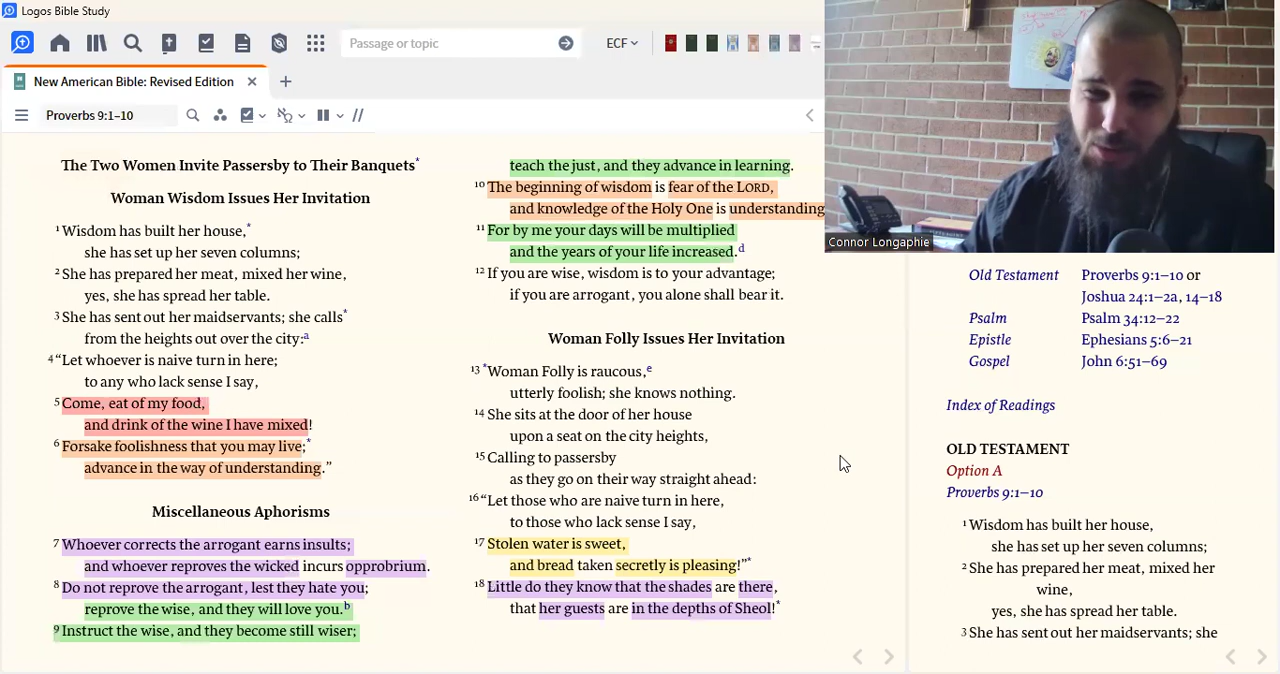 Logos Bible Study
Passage or topic
ECF
New American Bible: Revised Edition
Proverbs 9:1–10
The Two Women Invite Passersby to Their Banquets*
Woman Wisdom Issues Her Invitation
1 Wisdom has built her house,*
she has set up her seven columns;
2 She has prepared her meat, mixed her wine,
yes, she has spread her table.
3 She has sent out her maidservants; she calls*
from the heights out over the city:a
4 “Let whoever is naive turn in here;
to any who lack sense I say,
5 Come, eat of my food,
and drink of the wine I have mixed!
6 Forsake foolishness that you may live;*
advance in the way of understanding.”
Miscellaneous Aphorisms
7 Whoever corrects the arrogant earns insults;
and whoever reproves the wicked incurs opprobrium.
8 Do not reprove the arrogant, lest they hate you;
reprove the wise, and they will love you.b
9 Instruct the wise, and they become still wiser;
teach the just, and they advance in learning.
10 The beginning of wisdom is fear of the LORD,
and knowledge of the Holy One is understanding
11 For by me your days will be multiplied
and the years of your life increased.d
12 If you are wise, wisdom is to your advantage;
if you are arrogant, you alone shall bear it.
Woman Folly Issues Her Invitation
13 *Woman Folly is raucous,e
utterly foolish; she knows nothing.
14 She sits at the door of her house
upon a seat on the city heights,
15 Calling to passersby
as they go on their way straight ahead:
16 “Let those who are naive turn in here,
to those who lack sense I say,
17 Stolen water is sweet,
and bread taken secretly is pleasing!”*
18 Little do they know that the shades are there,
that her guests are in the depths of Sheol!*
Connor Longaphie
Old Testament Proverbs 9:1–10 or
Joshua 24:1–2a, 14–18
Psalm Psalm 34:12–22
Epistle Ephesians 5:6–21
Gospel John 6:51–69
Index of Readings
OLD TESTAMENT
Option A
Proverbs 9:1–10
1 Wisdom has built her house,
she has set up her seven columns;
2 She has prepared her meat, mixed her
wine,
yes, she has spread her table.
3 She has sent out her maidservants; she